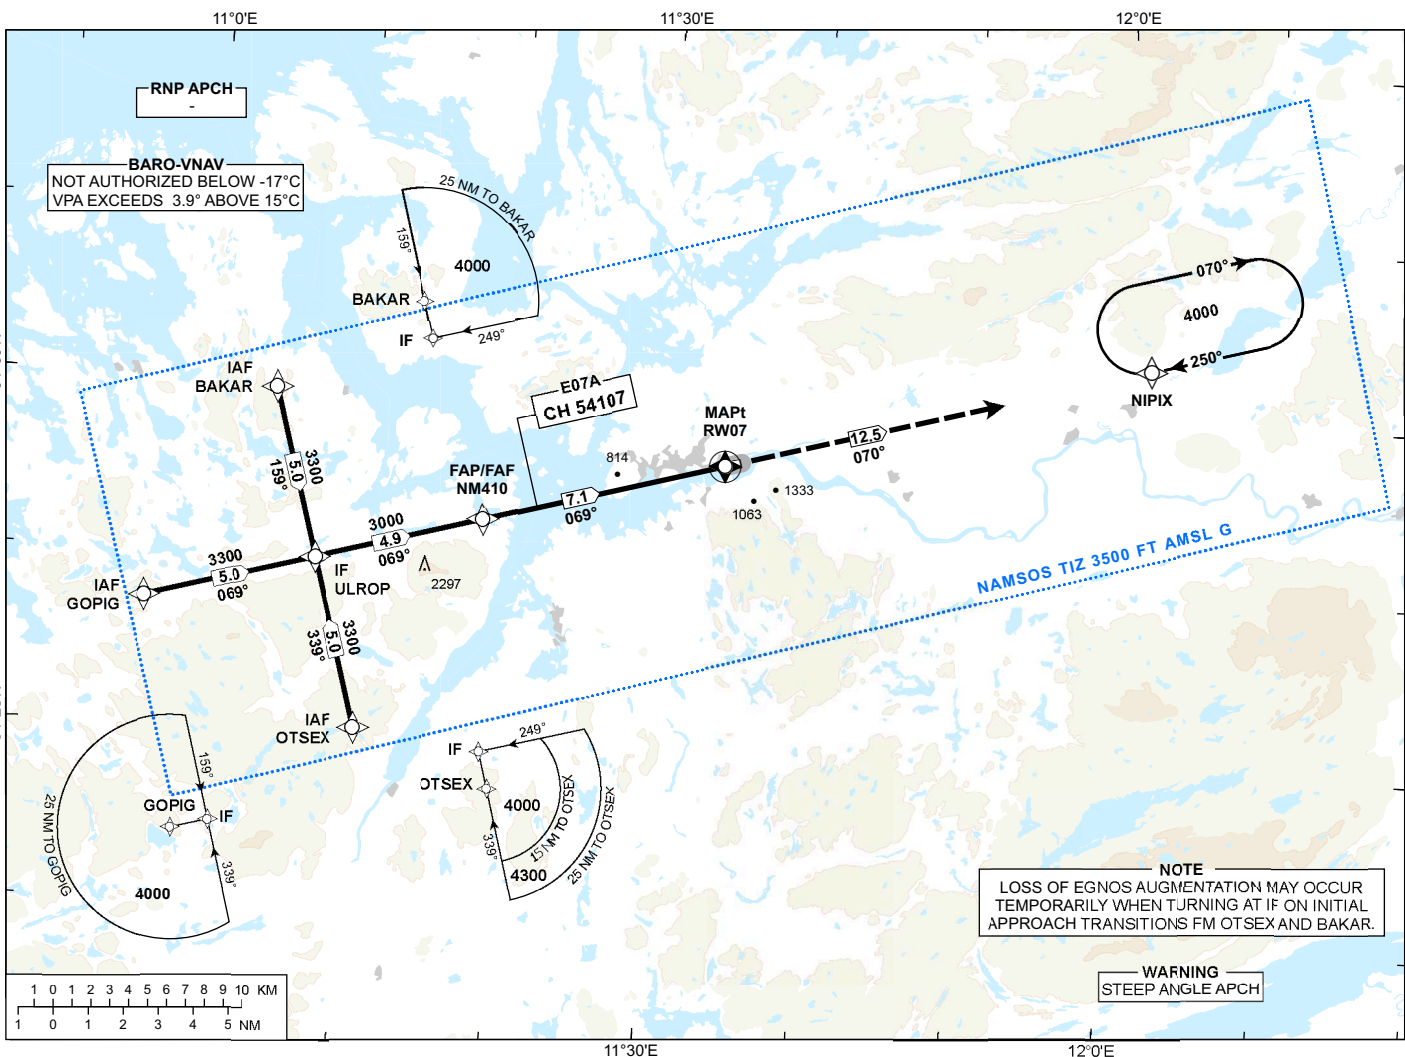 11°0'E
11°30'E
12°0'E
RNP APCH
-
BARO-VNAV
NOT AUTHORIZED BELOW -17°C
VPA EXCEEDS 3.9° ABOVE 15°C
25 NM TO BAKAR
159°
4000
BAKAR
IF
249°
070°
4000
250°
NIPIX
IAF
BAKAR
E07A
CH 54107
MAPt
RW07
12.5
070°
3300
5.0
159°
814
FAP/FAF
NM410
7.1
069°
1333
1063
3000
4.9
069°
3300
5.0
069°
IAF
GOPIG
IF
ULROP
2297
NAMSOS TIZ 3500 FT AMSL G
3300
5.0
339°
IAF
OTSEX
159°
GOPIG
IF
25 NM TO GOPIG
339°
4000
249°
IF
OTSEX
4000
15 NM TO OTSEX
25 NM TO OTSEX
339°
4300
NOTE
LOSS OF EGNOS AUGMENTATION MAY OCCUR
TEMPORARILY WHEN TURNING AT IF ON INITIAL
APPROACH TRANSITIONS FM OTSEX AND BAKAR.
WARNING
STEEP ANGLE APCH
1 0 1 2 3 4 5 6 7 8 9 10 KM
1 0 1 2 3 4 5 NM
11°30'E
12°0'E